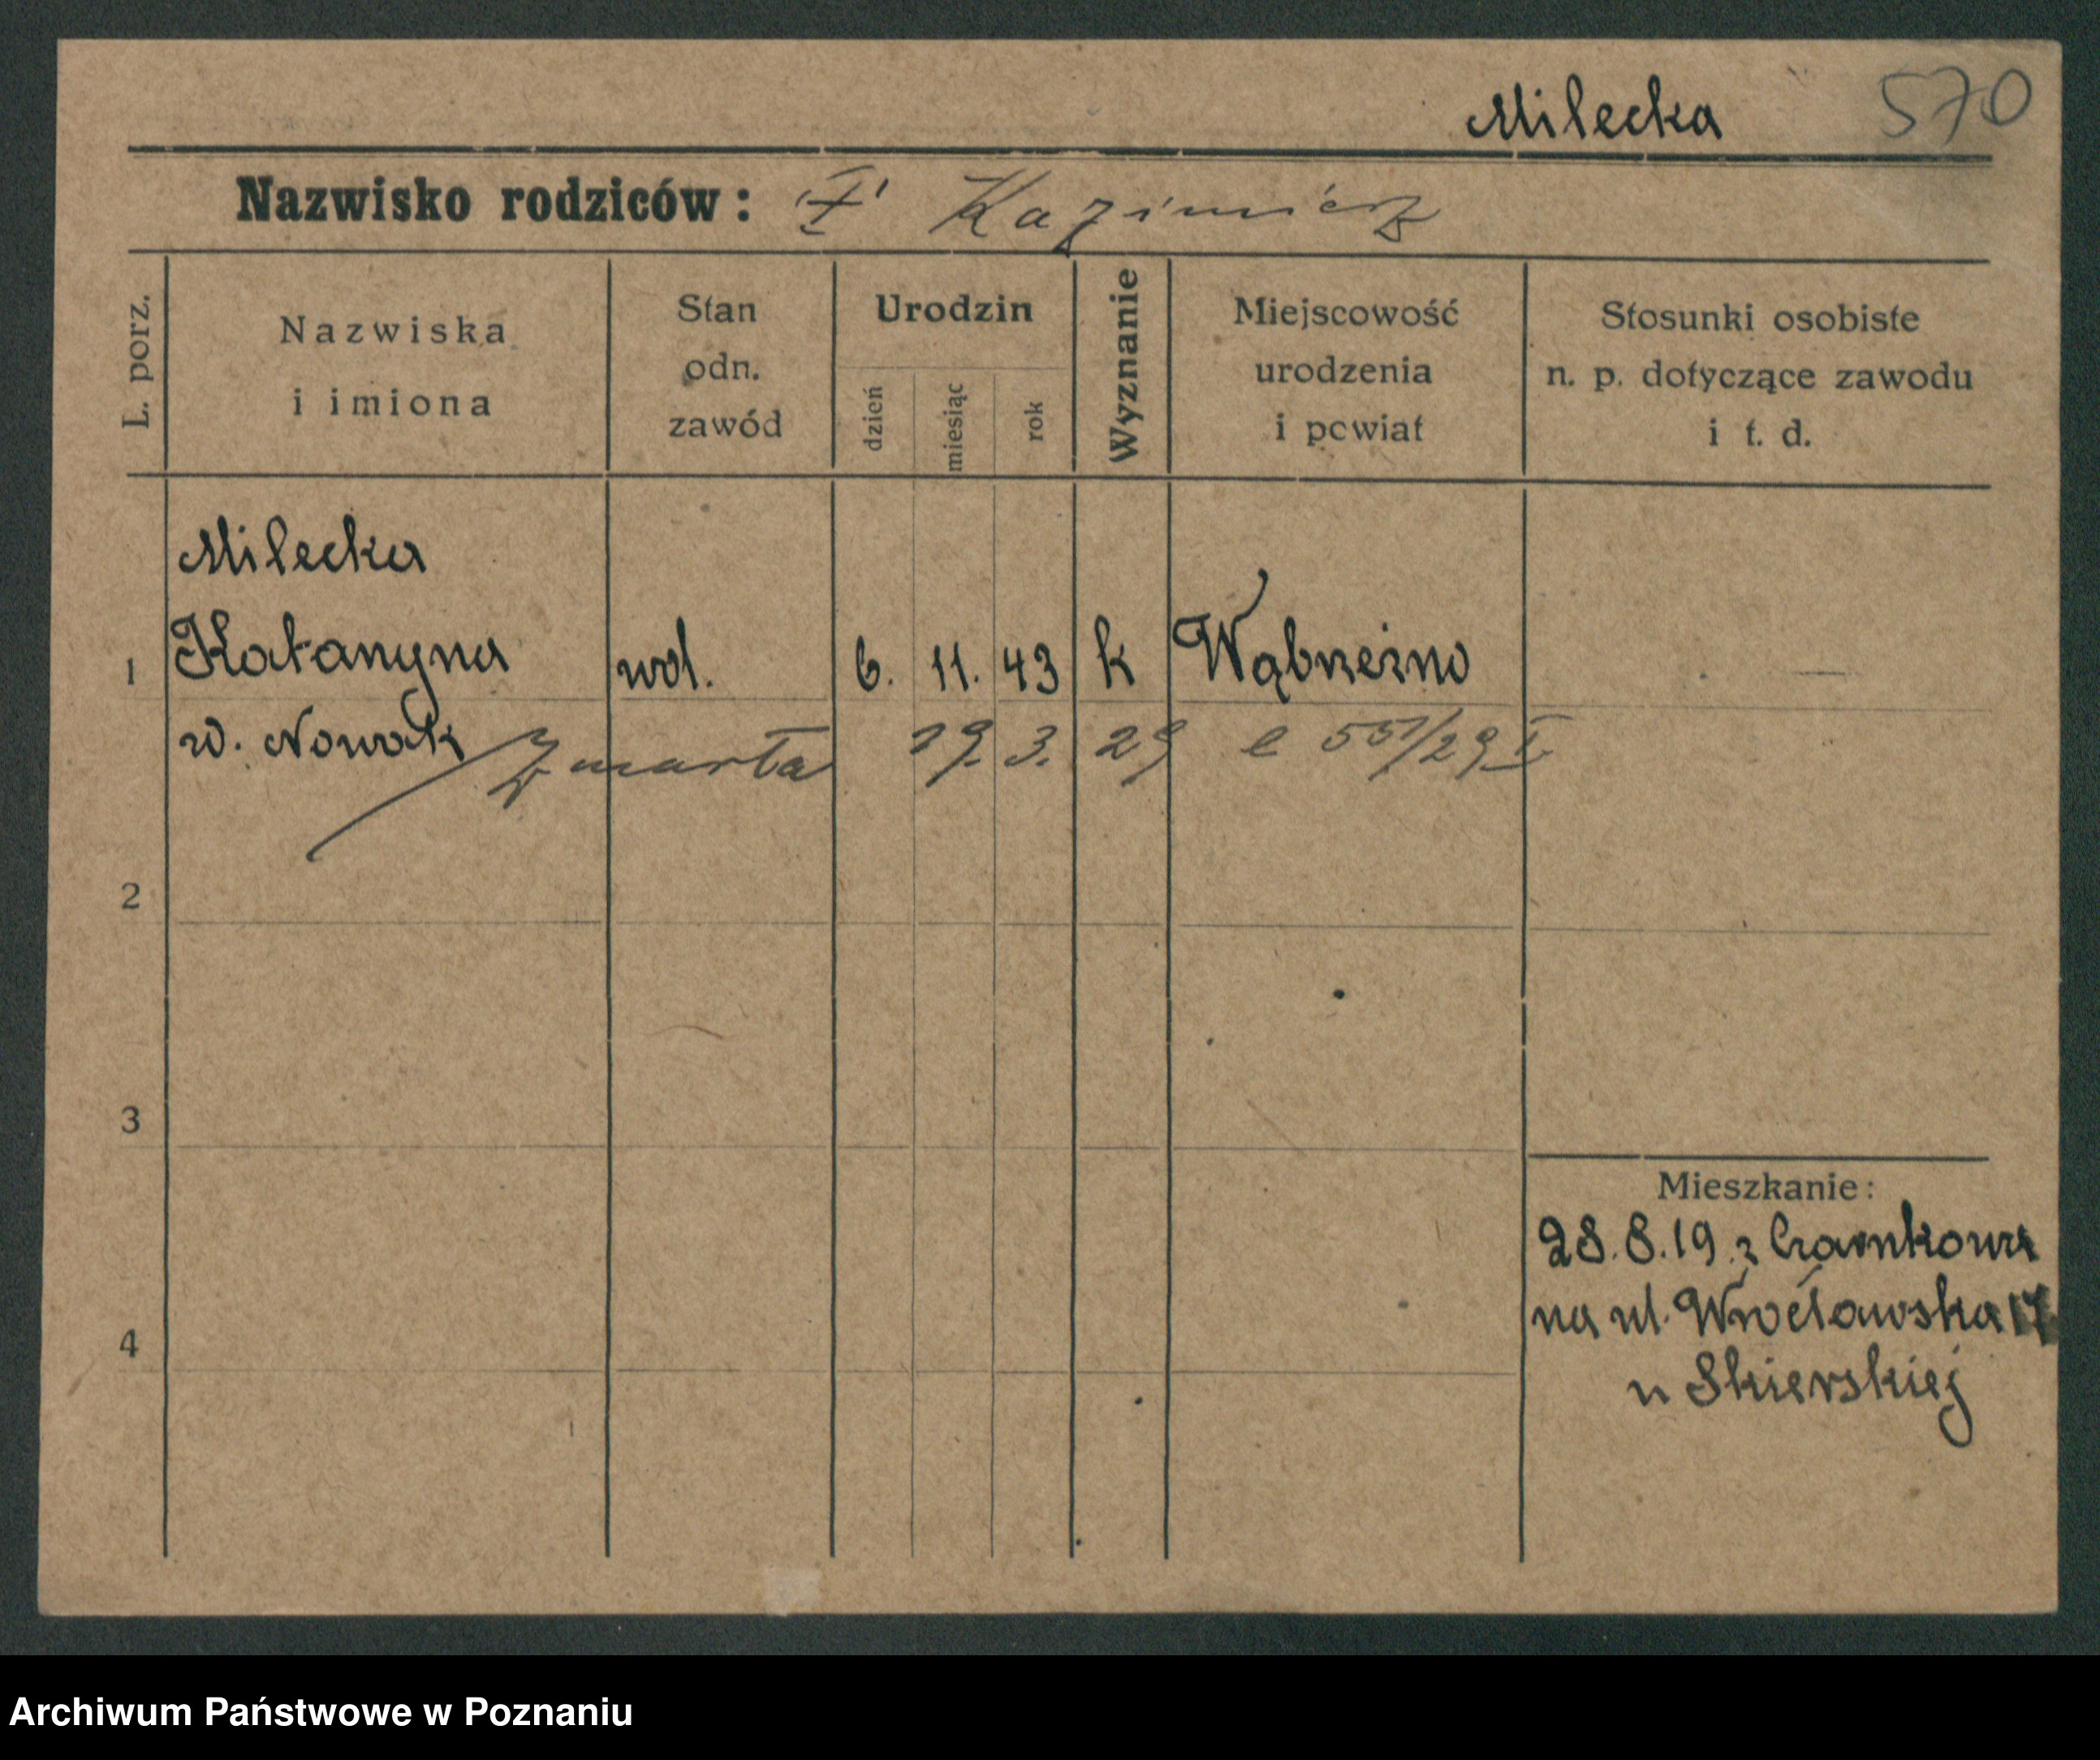 Milecka 570
Nazwisko rodziców: Kazimierz
L. porz.
Nazwiska
i imiona
Stan
odn.
zawód
Urodzin
dzień
miesiąc
rok
Wyznanie
Miejscowość
urodzenia
i powiat
Stosunki osobiste
n. p. dotyczące zawodu
i t. d.
Milecka
1 Katarzyna wd. 6. 11. 43 k Wąbrzeźno
w. Nowak Zmarła 29. 3. 29
2
3
4
Mieszkanie:
28.8.19 z Czarnkowa
na ul. Wrocławska 17
u Skierskiej
Archiwum Państwowe w Poznaniu